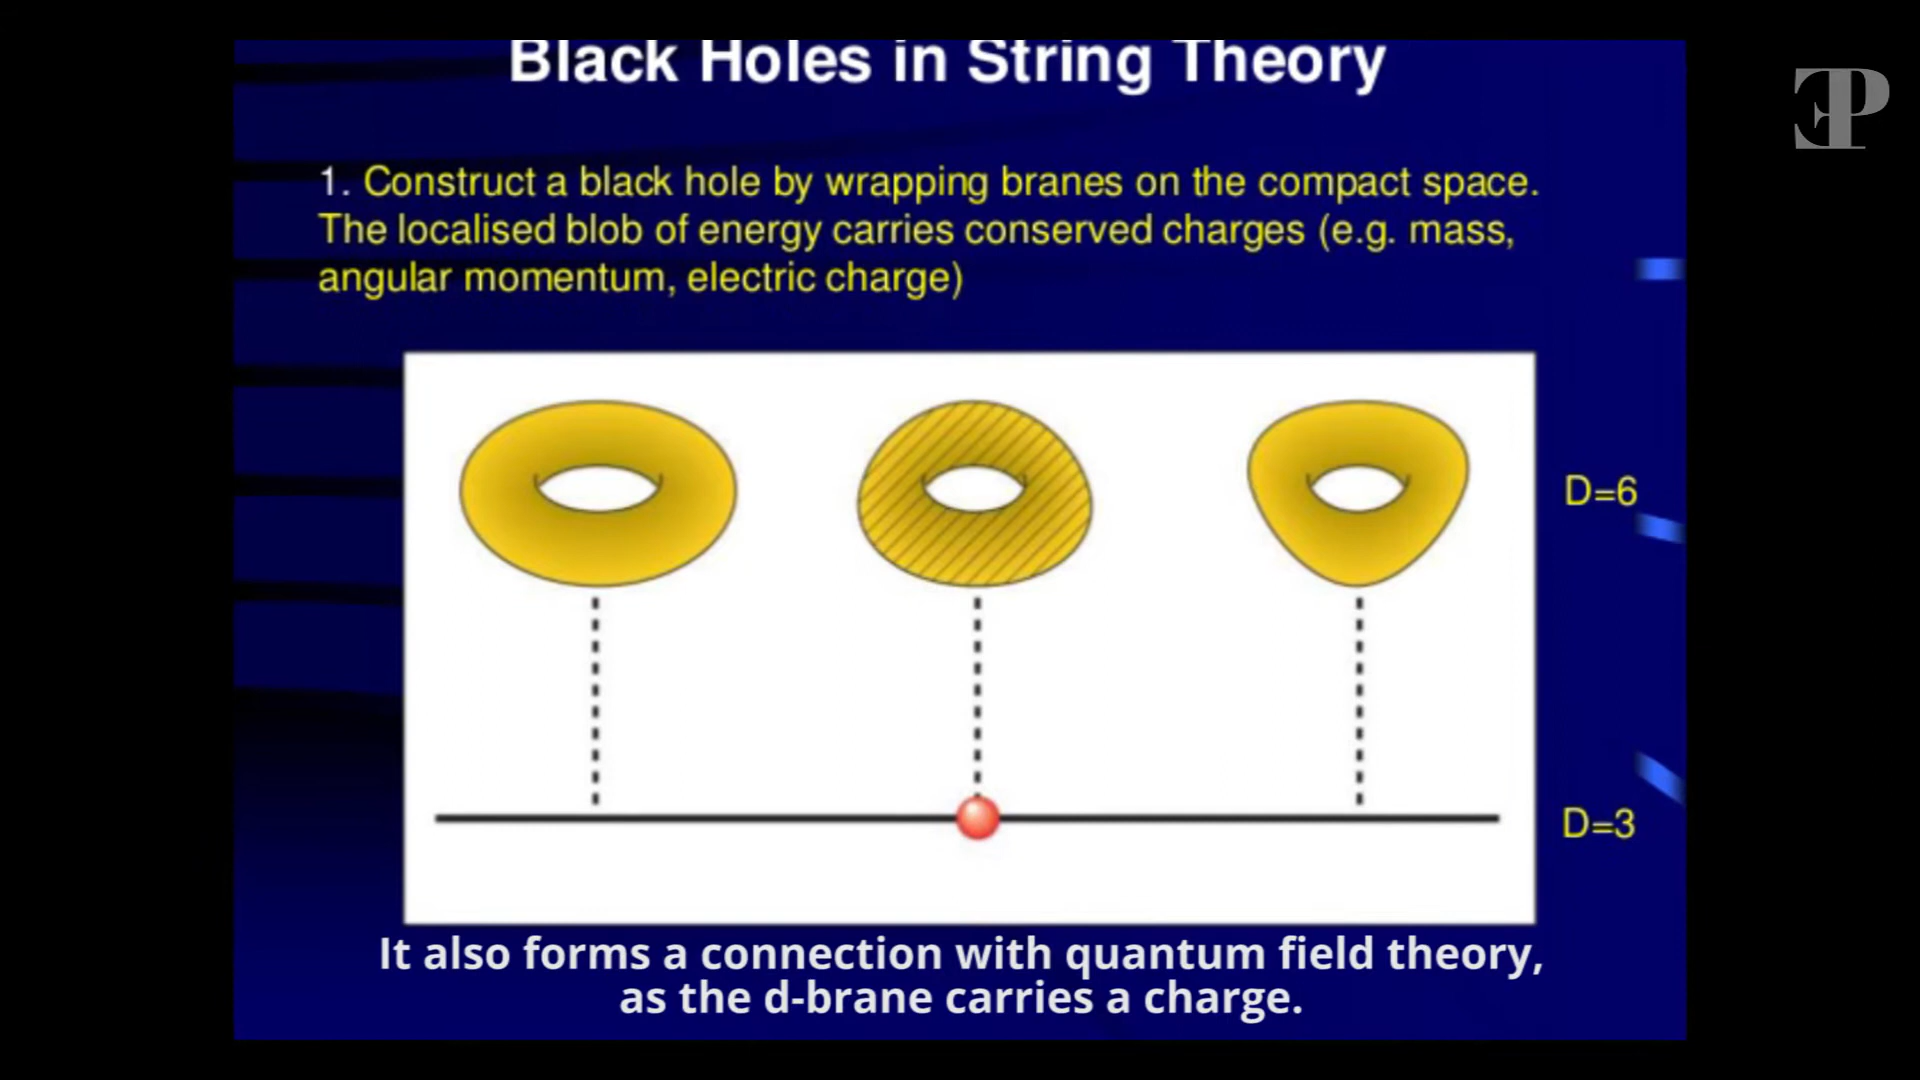 Black Holes in String Theory
1. Construct a black hole by wrapping branes on the compact space.
The localised blob of energy carries conserved charges (e.g. mass,
angular momentum, electric charge)
D=6
D=3
It also forms a connection with quantum field theory,
as the d-brane carries a charge.